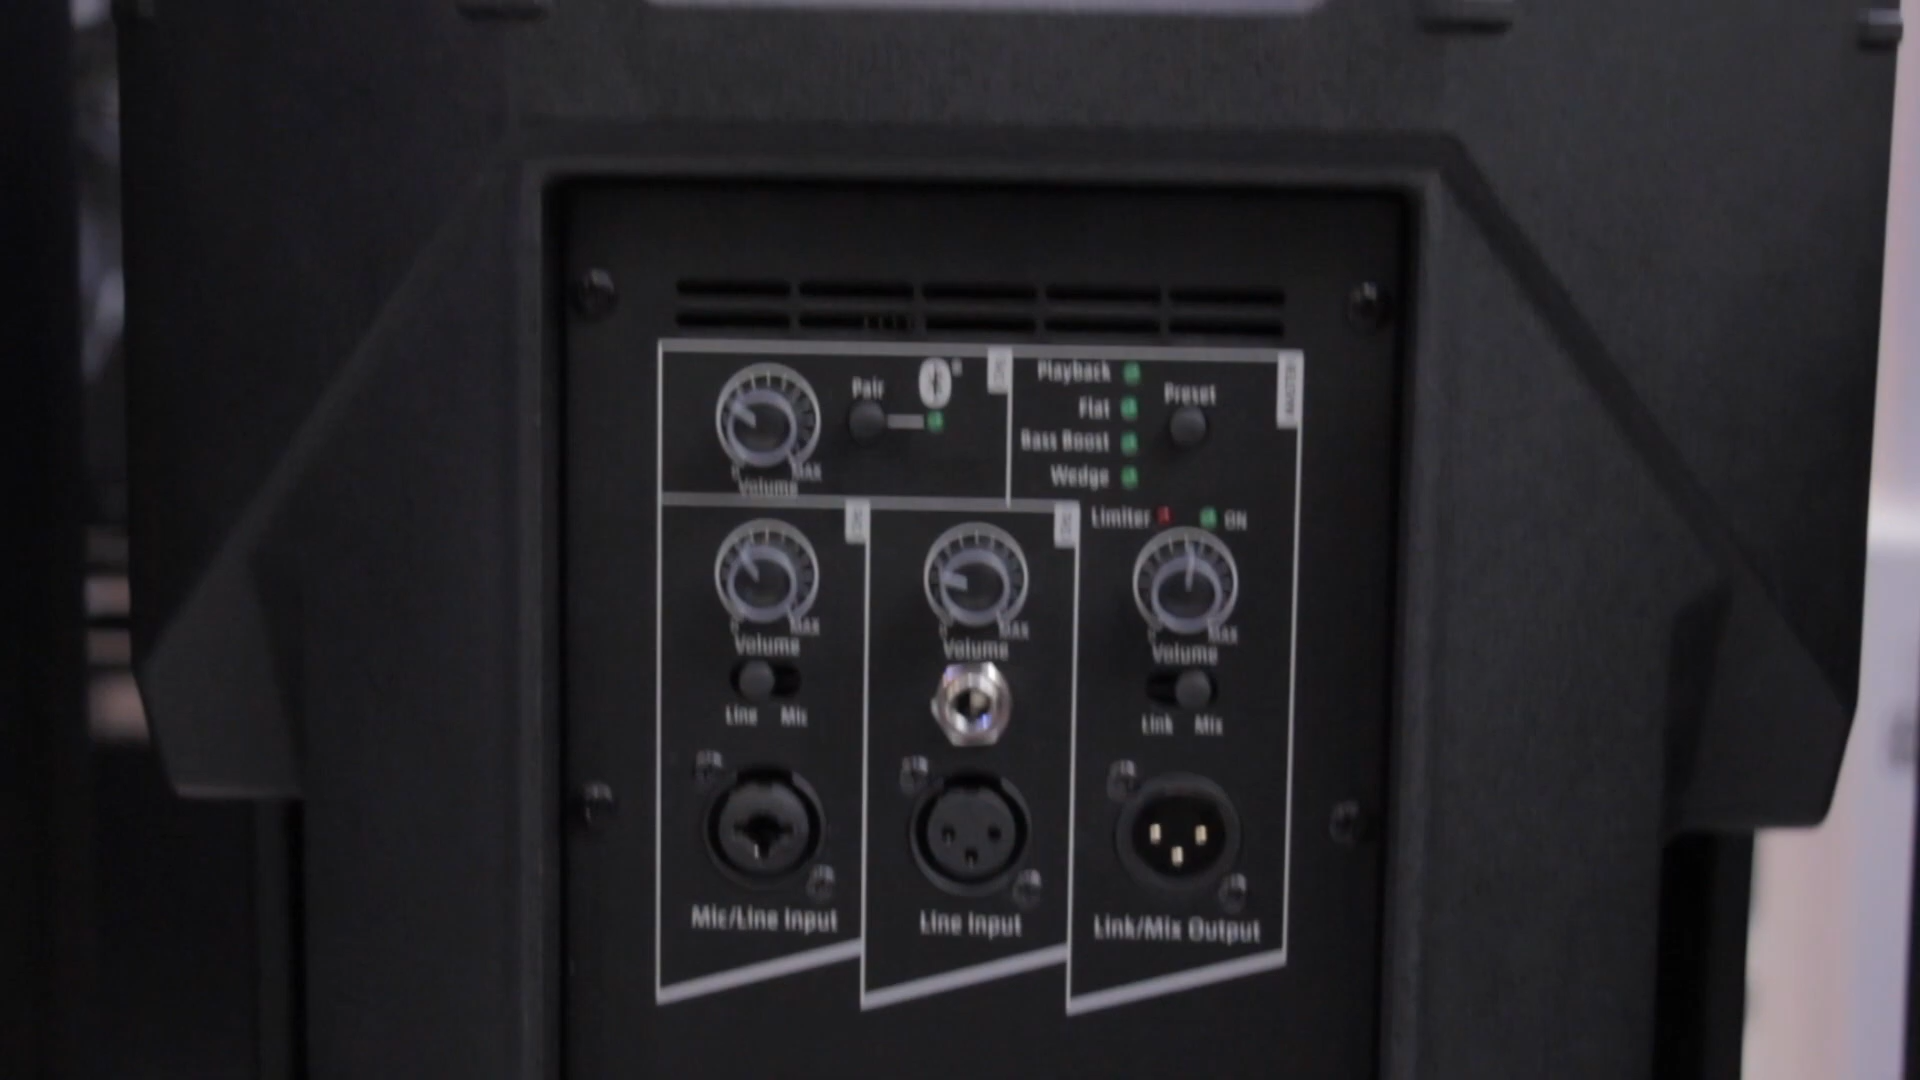 Pair
Volume
MAX
Playback
Flat
Bass Boost
Wedge
Preset
MASTER
Limiter
ON
MAX
Volume
Line Mic
Mic/Line Input
MAX
Volume
Line Input
MAX
Volume
Link Mix
Link/Mix Output